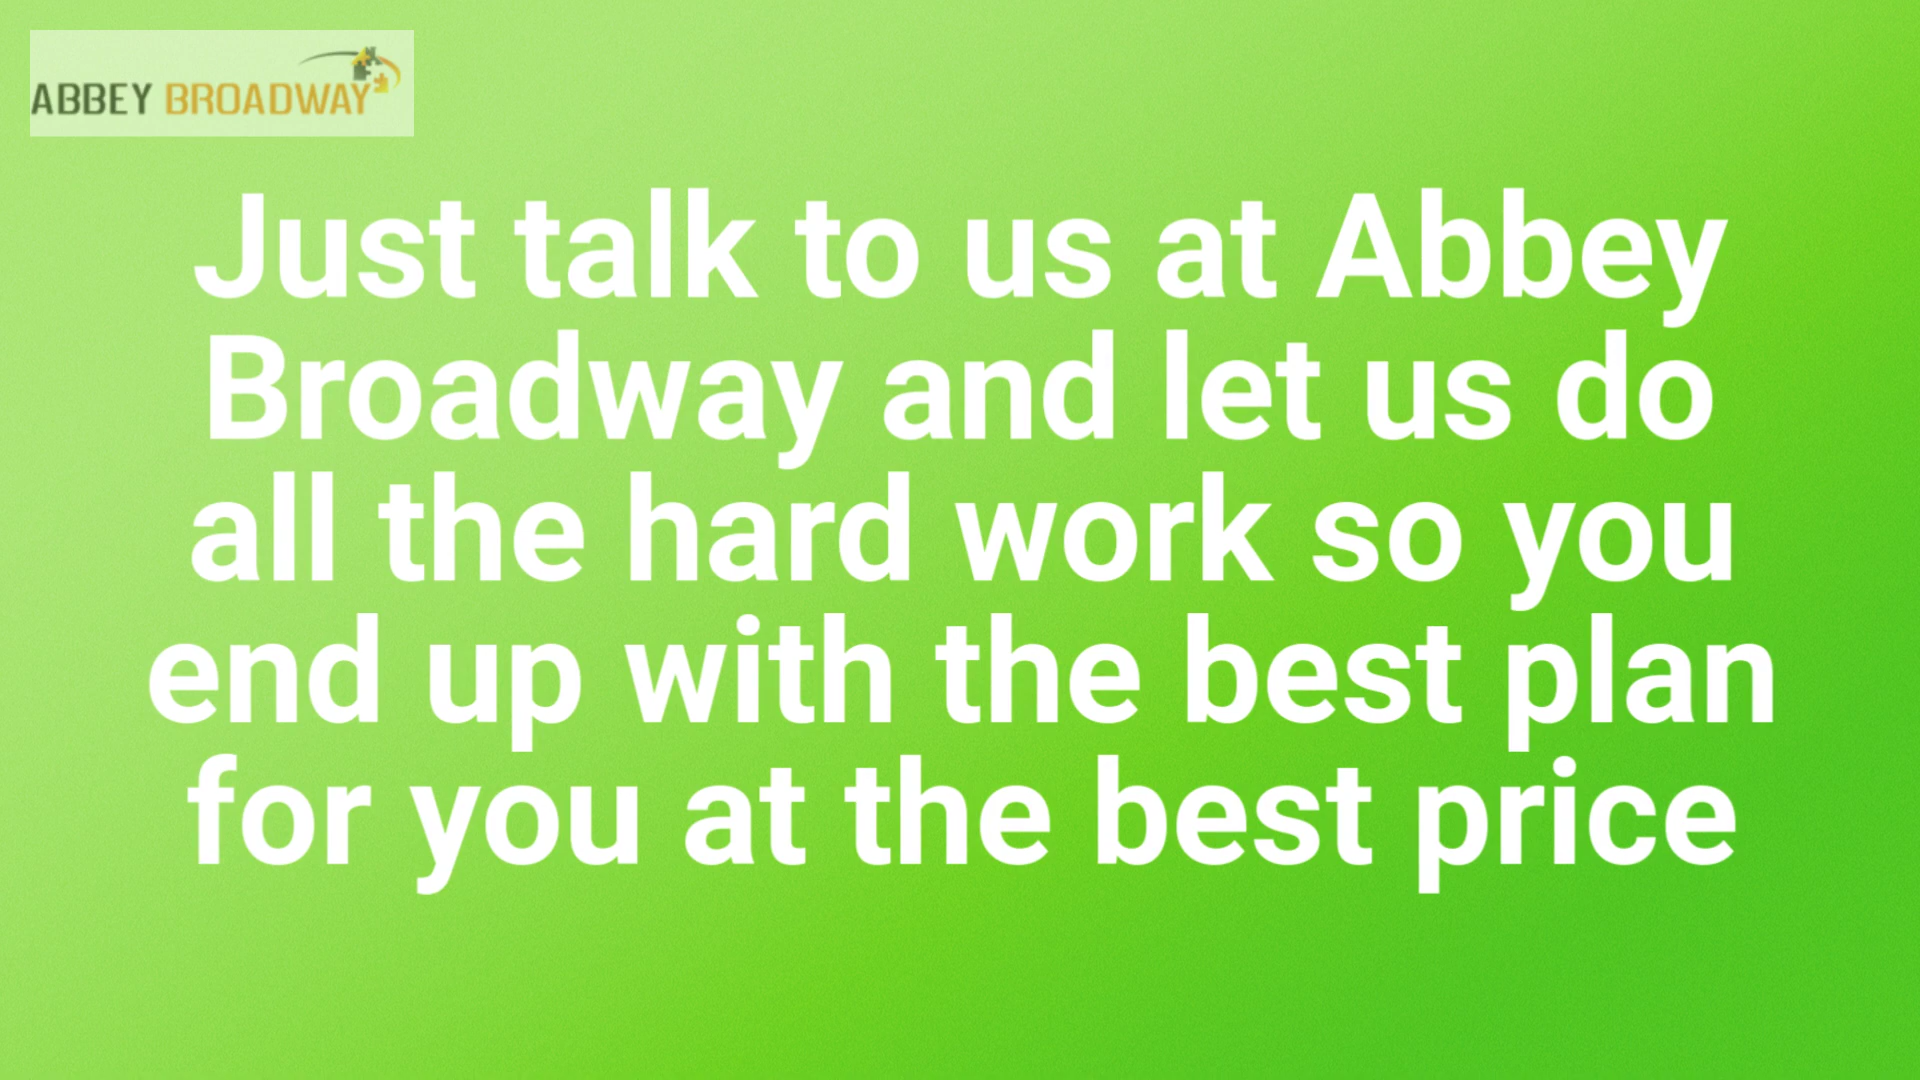 ABBEY BROADWAY
Just talk to us at Abbey
Broadway and let us do
all the hard work so you
end up with the best plan
for you at the best price